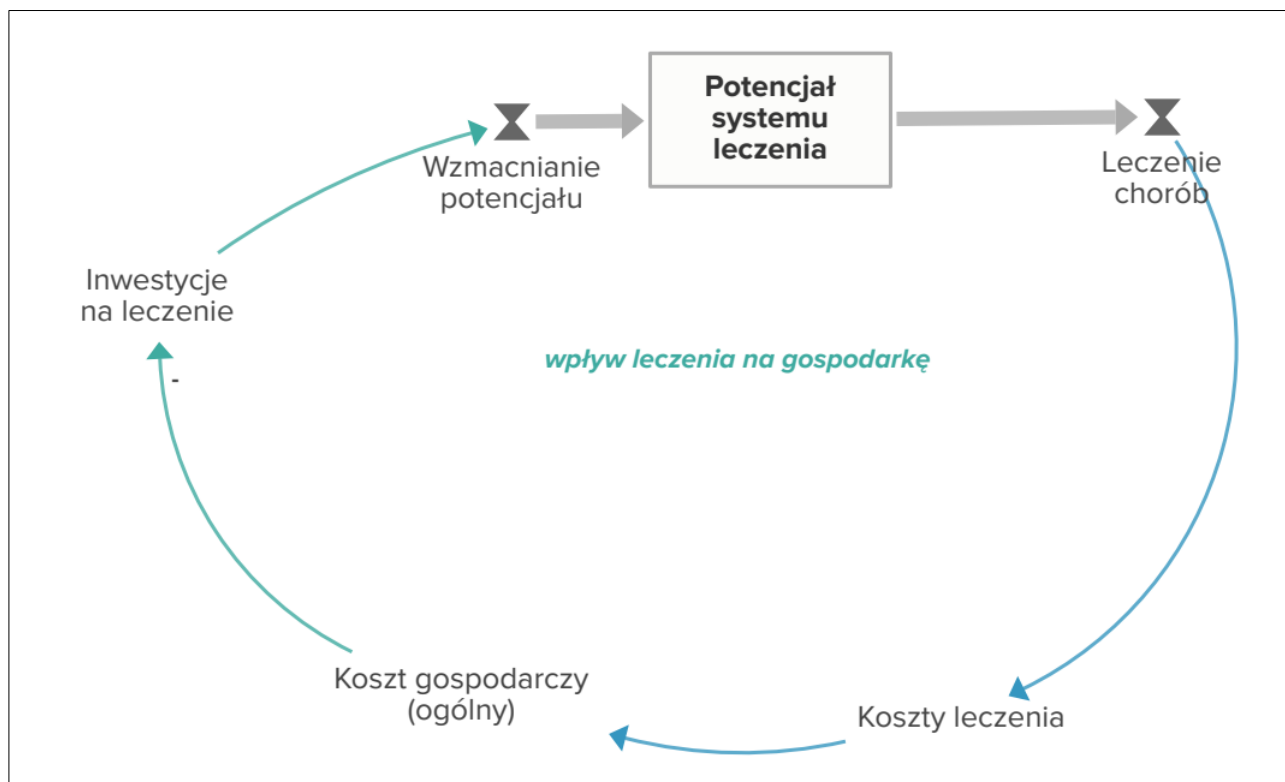 Potencjał
systemu
leczenia
Wzmacnianie
potencjału
Leczenie
chorób
Inwestycje
na leczenie
wpływ leczenia na gospodarkę
-
Koszt gospodarczy
(ogólny)
Koszty leczenia